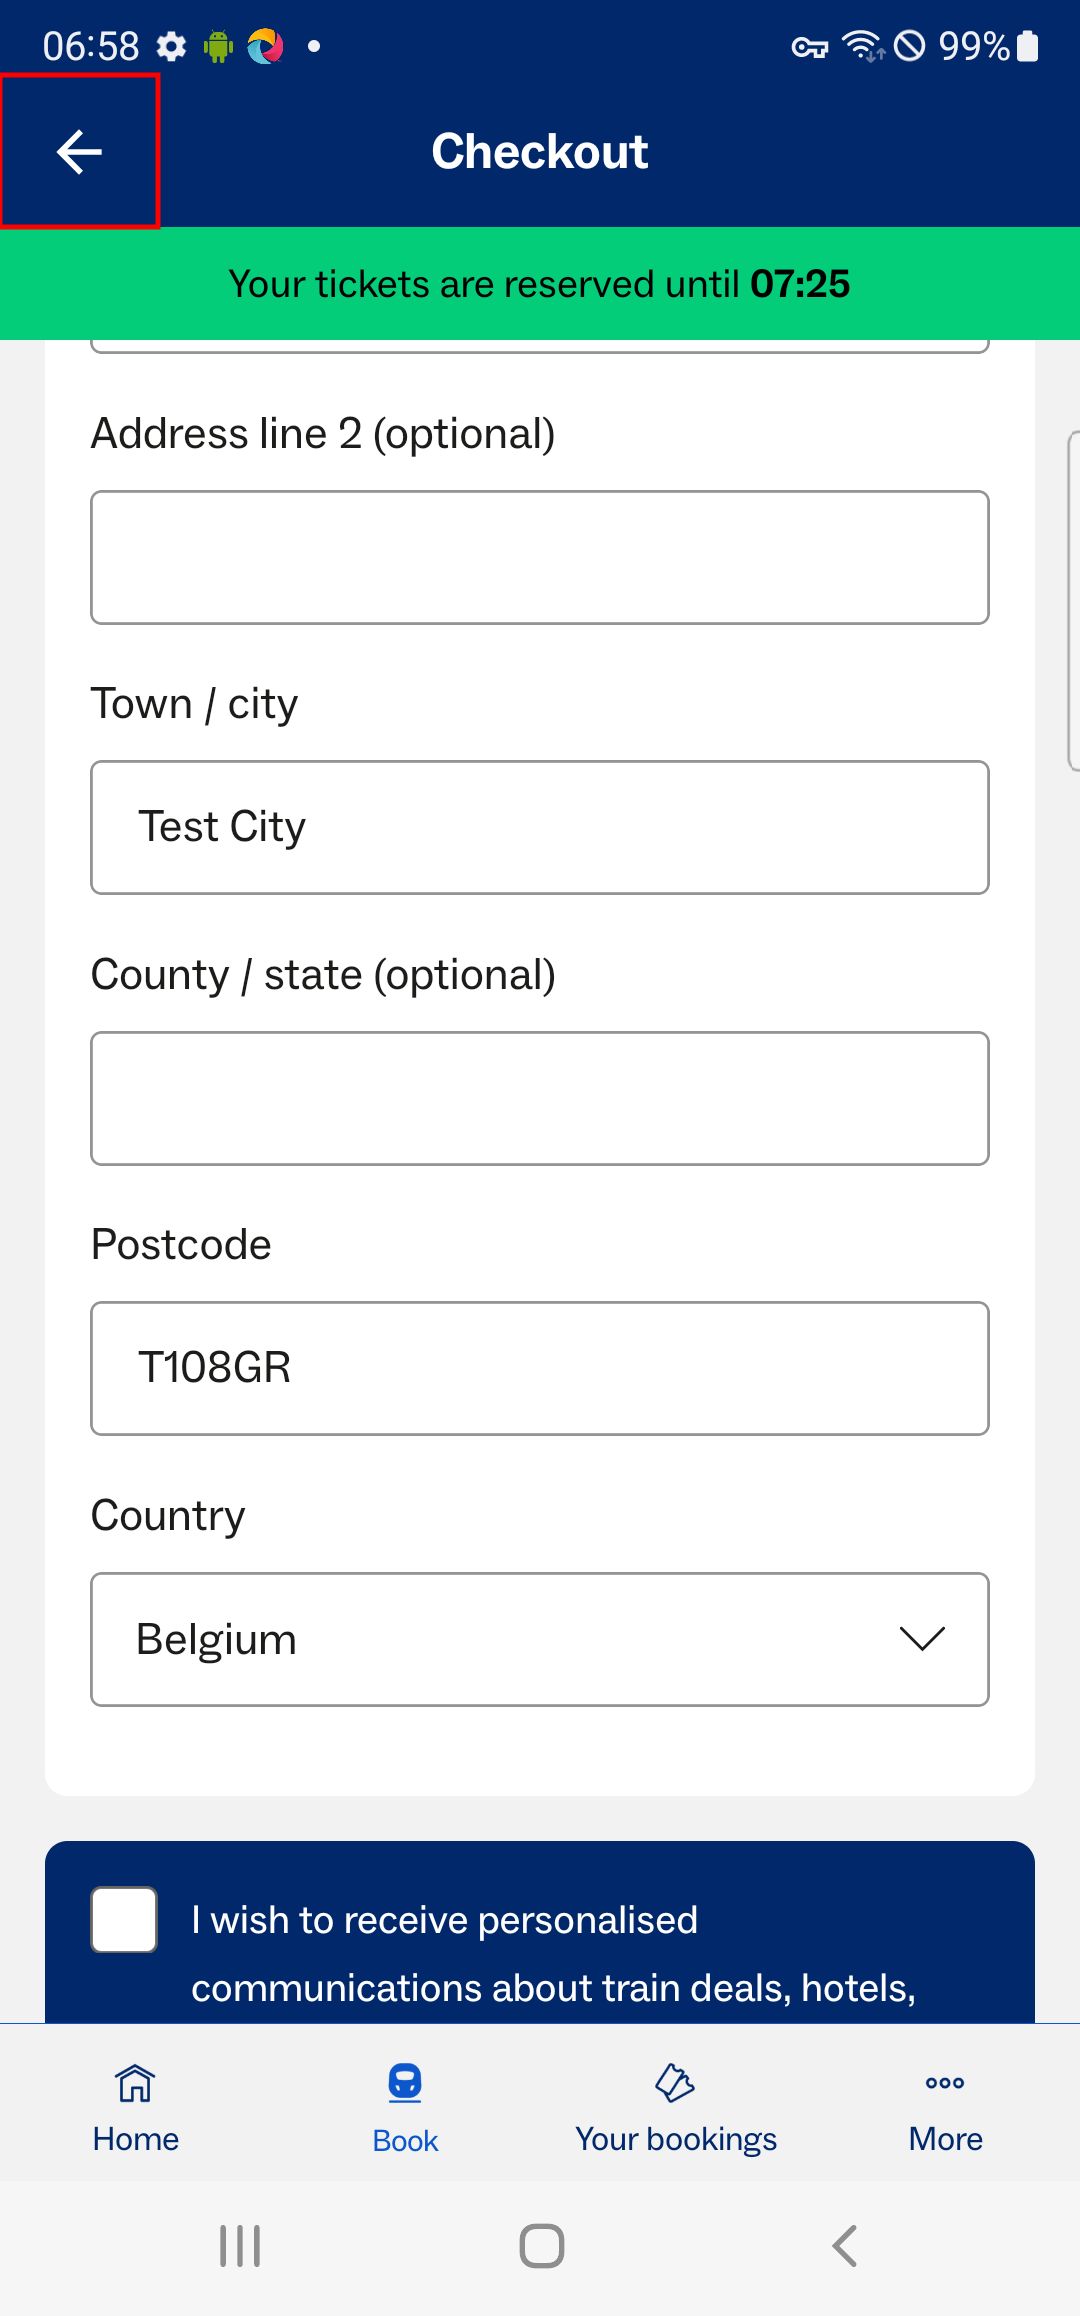 06:58
99%
Checkout
Your tickets are reserved until 07:25
Address line 2 (optional)
Town / city
Test City
County / state (optional)
Postcode
T108GR
Country
Belgium
I wish to receive personalised
communications about train deals, hotels,
Home
Book
Your bookings
More